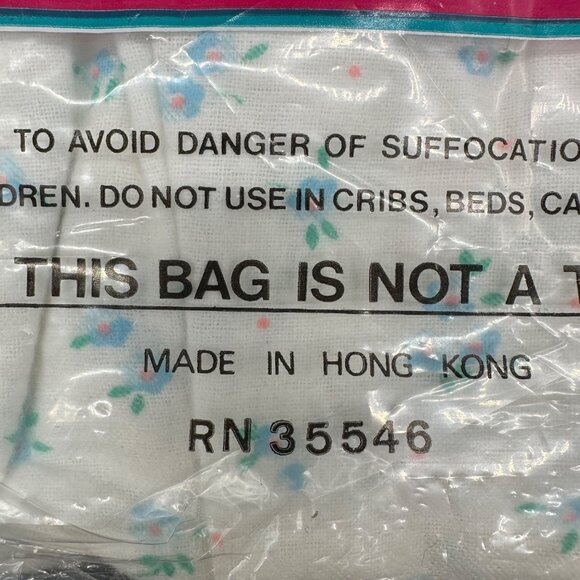 TO AVOID DANGER OF SUFFOCATIO
DREN. DO NOT USE IN CRIBS, BEDS, CA
THIS BAG IS NOT A T
MADE IN HONG KONG
RN 35546